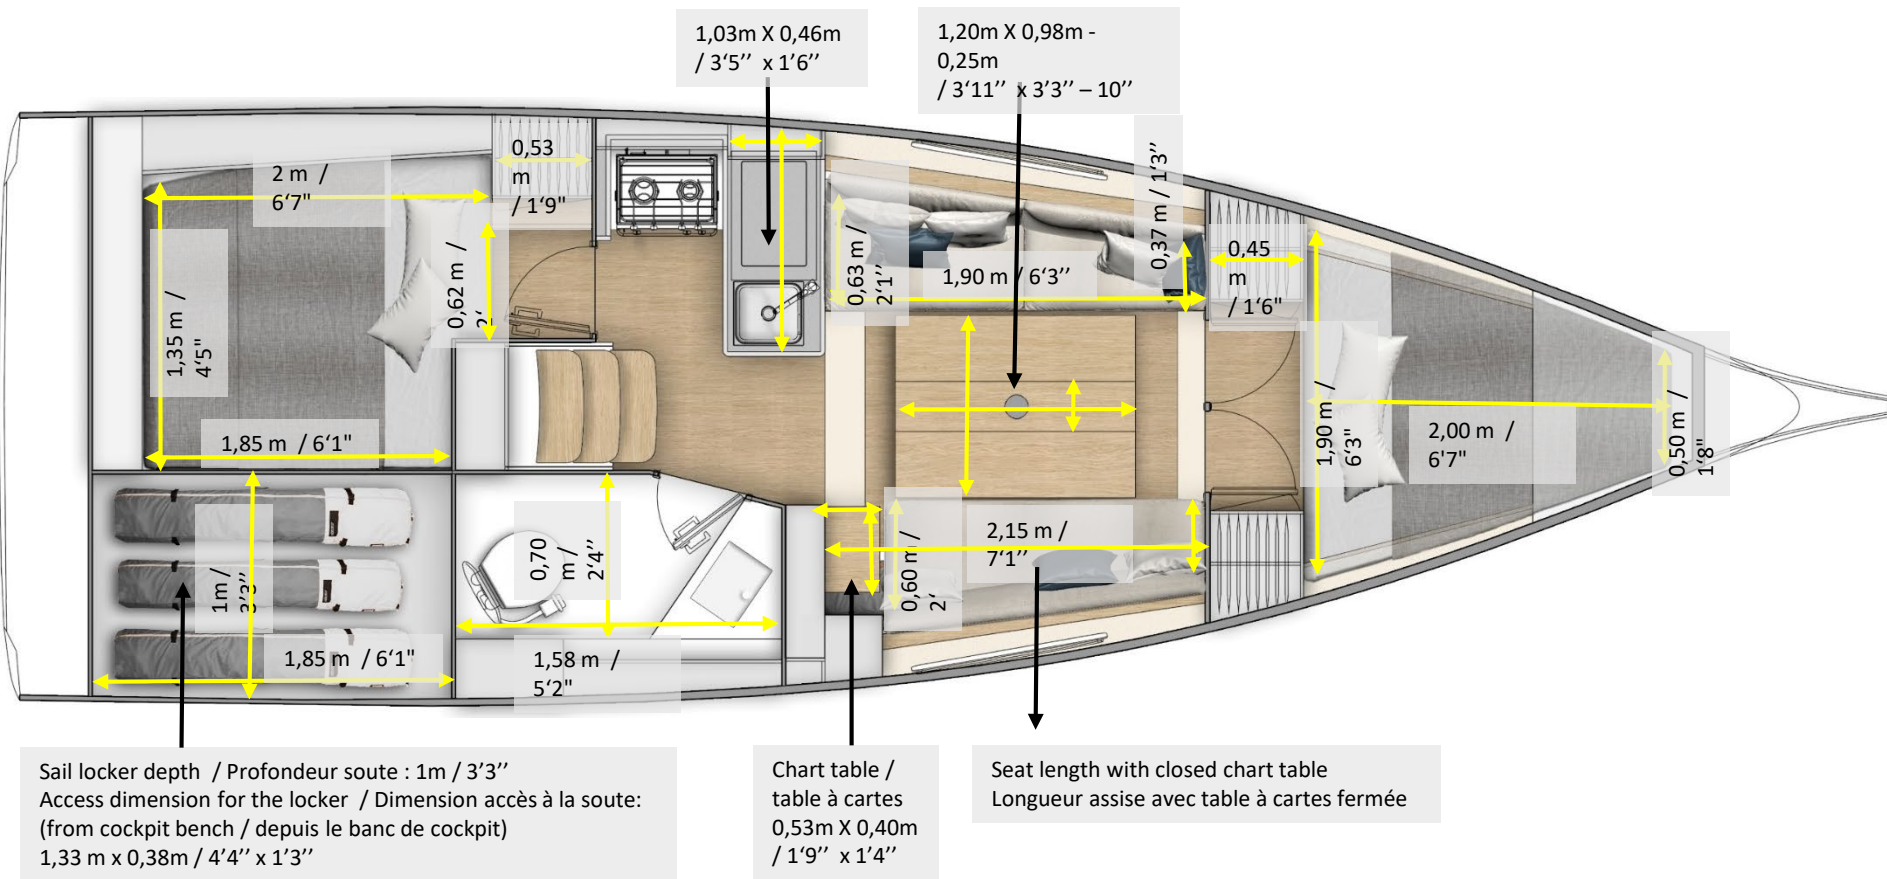 1,03m X 0,46m
/ 3‘5’’ x 1’6’’
1,20m X 0,98m -
0,25m
/ 3‘11’’ x 3’3’’ – 10’’
0,53
m
/ 1‘9"
2 m /
6‘7"
0,62 m /
2‘
1,35 m /
4‘5"
1,85 m / 6‘1"
0,63 m /
2‘1’’
1,90 m / 6‘3’’
0,37 m / 1‘3’’
0,45
m
/ 1‘6"
1,90 m /
6‘3"
2,00 m /
6‘7"
0,50 m /
1‘8"
1m /
3‘3’’
1,85 m / 6‘1"
0,70
m /
2‘4’’
1,58 m /
5‘2"
0,60 m /
2‘
2,15 m /
7‘1’’
Sail locker depth / Profondeur soute : 1m / 3’3’’
Access dimension for the locker / Dimension accès à la soute:
(from cockpit bench / depuis le banc de cockpit)
1,33 m x 0,38m / 4’4’’ x 1’3’’
Chart table /
table à cartes
0,53m X 0,40m
/ 1‘9’’ x 1’4’’
Seat length with closed chart table
Longueur assise avec table à cartes fermée